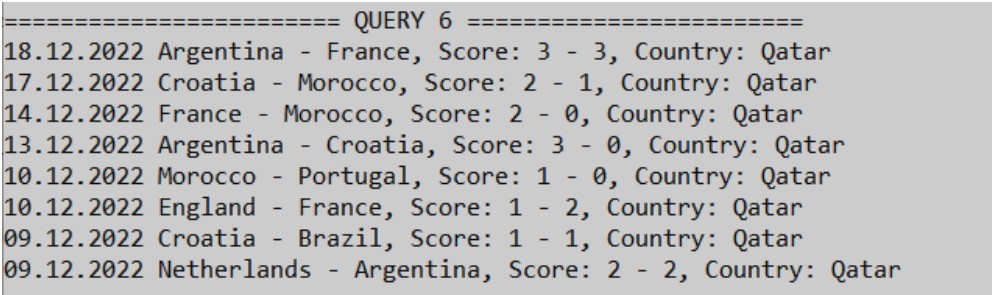 ======================== QUERY 6 ========================
18.12.2022 Argentina - France, Score: 3 - 3, Country: Qatar
17.12.2022 Croatia - Morocco, Score: 2 - 1, Country: Qatar
14.12.2022 France - Morocco, Score: 2 - 0, Country: Qatar
13.12.2022 Argentina - Croatia, Score: 3 - 0, Country: Qatar
10.12.2022 Morocco - Portugal, Score: 1 - 0, Country: Qatar
10.12.2022 England - France, Score: 1 - 2, Country: Qatar
09.12.2022 Croatia - Brazil, Score: 1 - 1, Country: Qatar
09.12.2022 Netherlands - Argentina, Score: 2 - 2, Country: Qatar